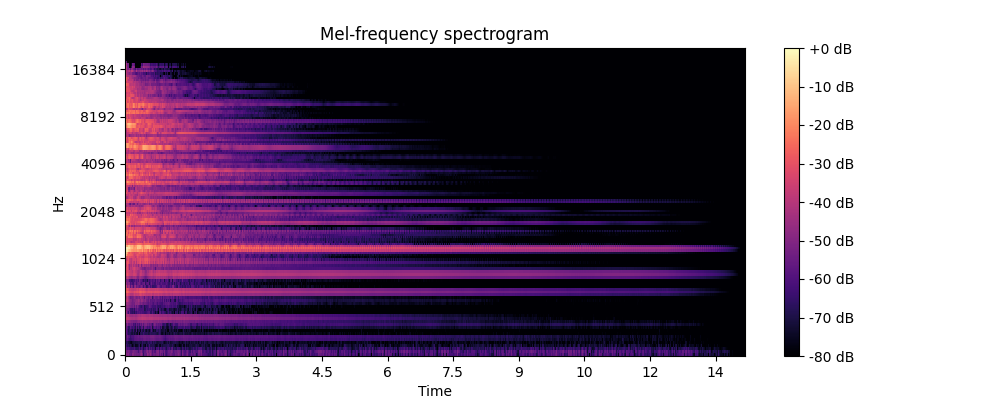 Mel-frequency spectrogram
Hz
16384
8192
4096
2048
1024
512
0
0 1.5 3 4.5 6 7.5 9 10 12 14
Time
+0 dB
-10 dB
-20 dB
-30 dB
-40 dB
-50 dB
-60 dB
-70 dB
-80 dB